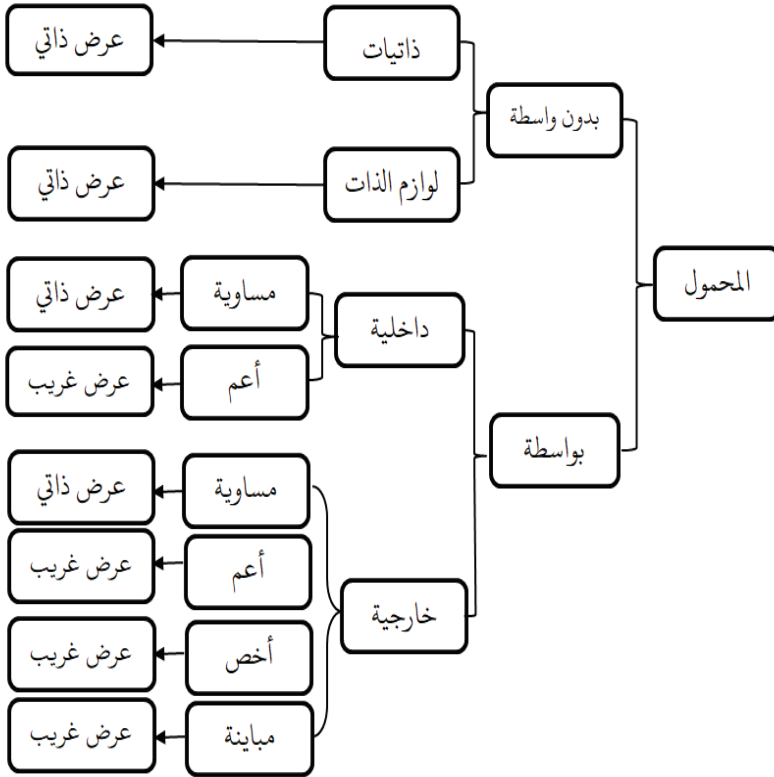 المحمول
بدون واسطة
ذاتيات
عرض ذاتي
لوازم الذات
عرض ذاتي
بواسطة
داخلية
مساوية
عرض ذاتي
أعم
عرض غريب
خارجية
مساوية
عرض ذاتي
أعم
عرض غريب
أخص
عرض غريب
مباينة
عرض غريب